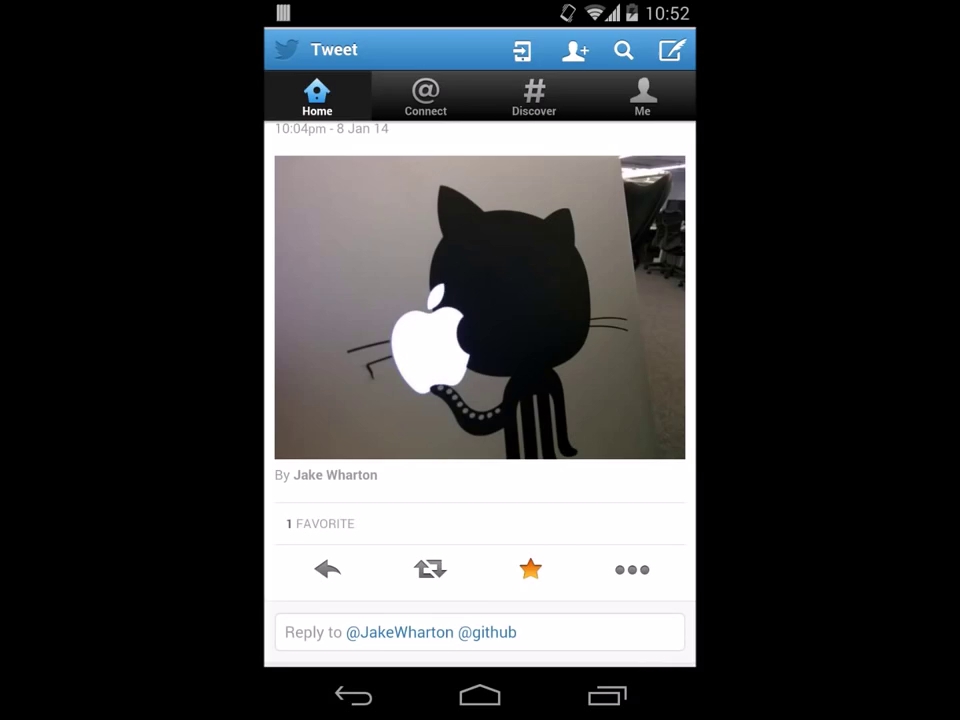 10:52
Tweet
Home
Connect
Discover
Me
10:04pm - 8 Jan 14
By Jake Wharton
1 FAVORITE
Reply to @JakeWharton @github